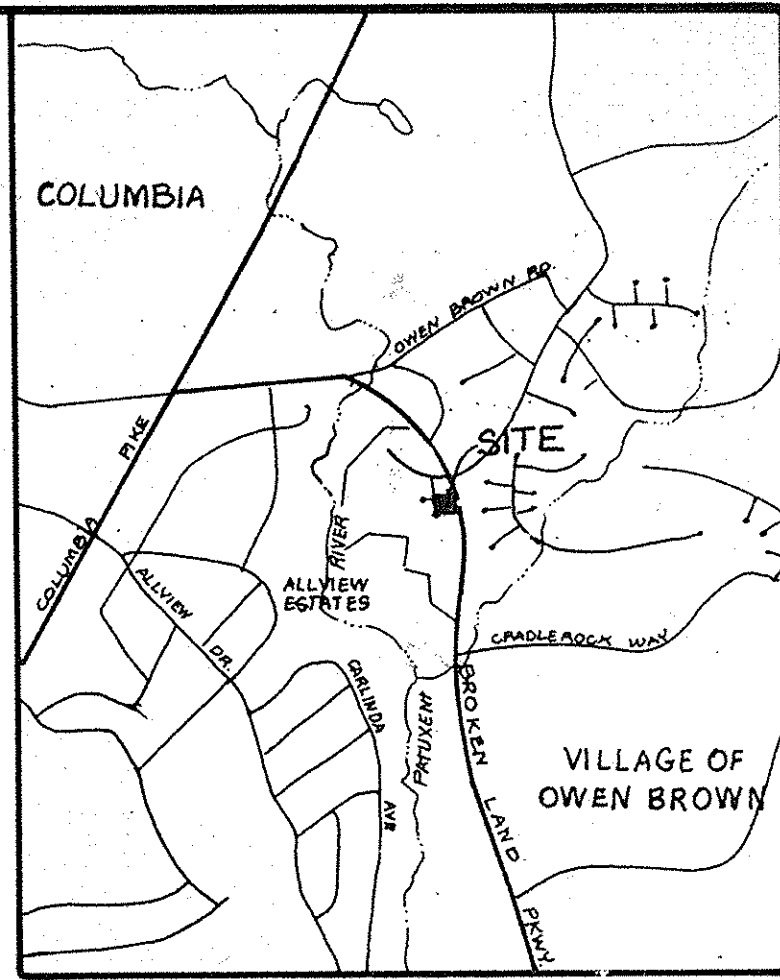 COLUMBIA
OWEN BROWN RD.
SITE
COLUMBIA PIKE
ALLVIEW DR.
ALLVIEW
ESTATES
RIVER
PATUXENT
CARLINDA AVR
CRADLEROCK WAY
BROKEN LAND PKWY.
VILLAGE OF
OWEN BROWN